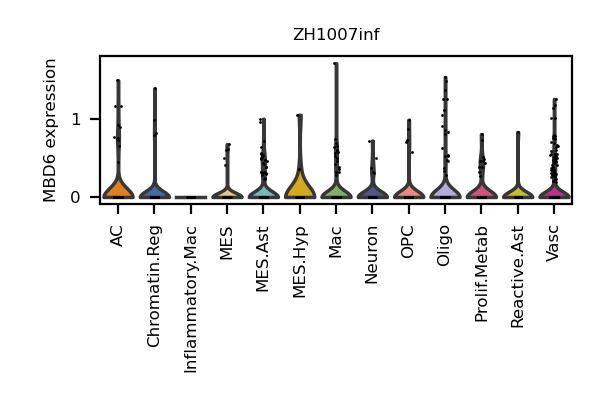 ZH1007inf
MBD6 expression
1
0
AC
Chromatin.Reg
Inflammatory.Mac
MES
MES.Ast
MES.Hyp
Mac
Neuron
OPC
Oligo
Prolif.Metab
Reactive.Ast
Vasc